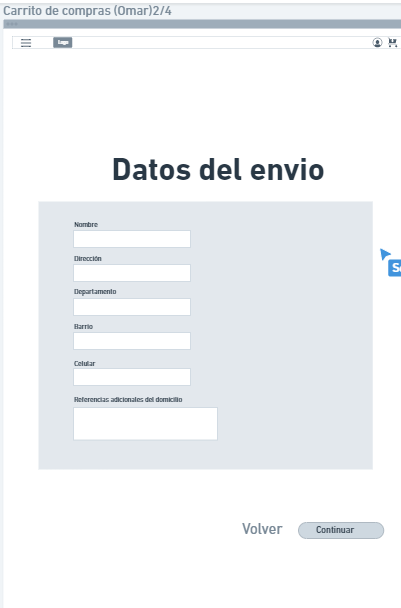 Carrito de compras (Omar)2/4
Logo
Datos del envio
Nombre
Dirección
Departamento
Barrio
Celular
Referencias adicionales del domicilio
Volver
Continuar